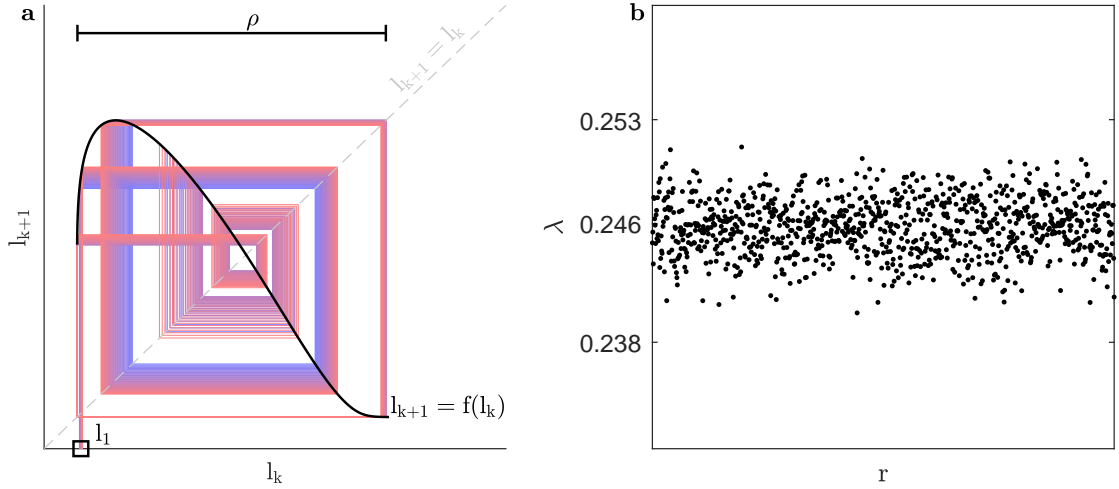 a
ρ
l_{k+1} = l_k
l_{k+1}
l_{k+1} = f(l_k)
l_1
l_k
b
0.253
0.246
0.238
λ
r